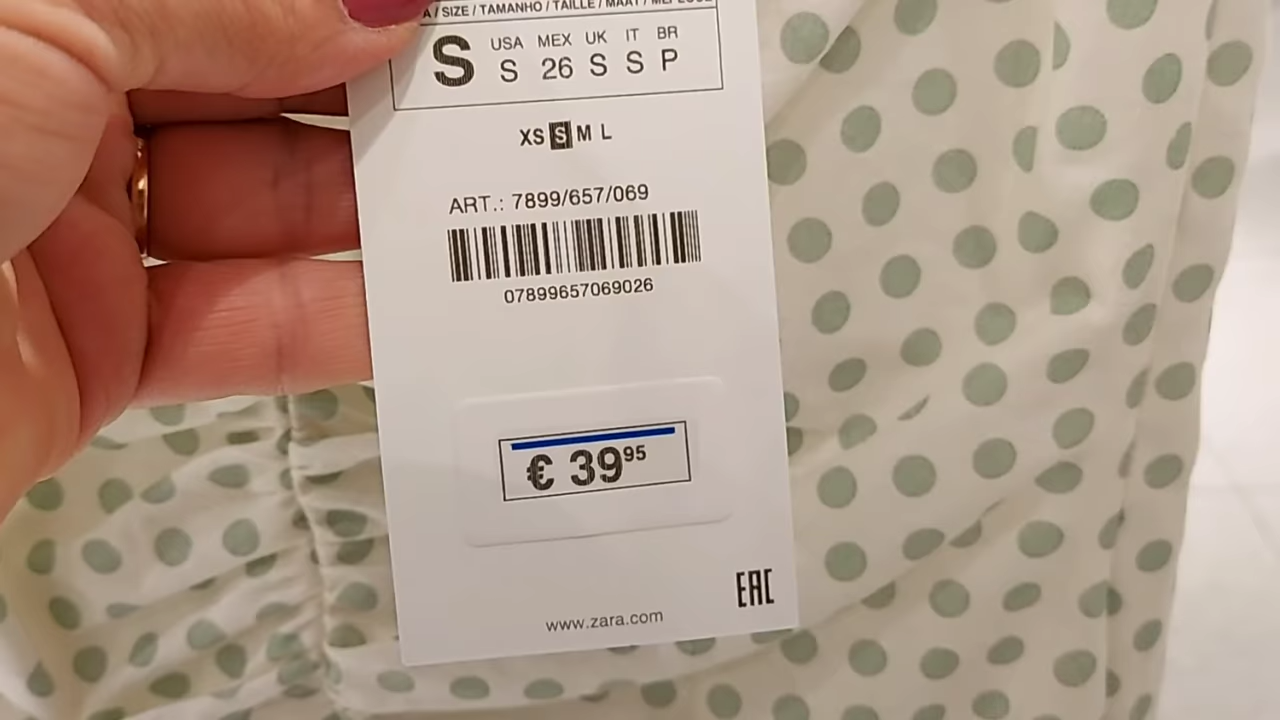 / SIZE / TAMANHO / TAILLE / MAAT /
S
USA MEX UK IT BR
S 26 S S P
XS S M L
ART.: 7899/657/069
07899657069026
€ 39 95
EAC
www.zara.com